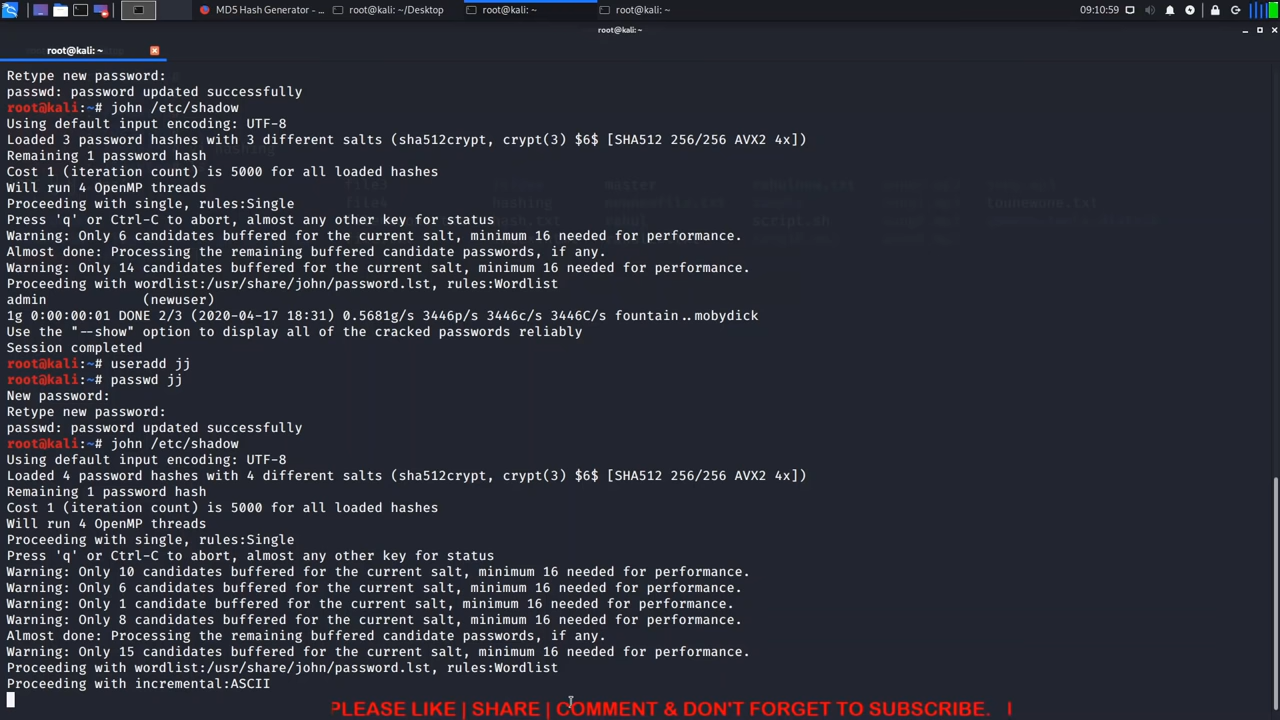 MD5 Hash Generator - ...
root@kali: ~/Desktop
root@kali: ~
root@kali: ~
09:10:59
root@kali: ~
root@kali: ~
Retype new password:
passwd: password updated successfully
root@kali:~# john /etc/shadow
Using default input encoding: UTF-8
Loaded 3 password hashes with 3 different salts (sha512crypt, crypt(3) $6$ [SHA512 256/256 AVX2 4x])
Remaining 1 password hash
Cost 1 (iteration count) is 5000 for all loaded hashes
Will run 4 OpenMP threads
Proceeding with single, rules:Single
Press 'q' or Ctrl-C to abort, almost any other key for status
Warning: Only 6 candidates buffered for the current salt, minimum 16 needed for performance.
Almost done: Processing the remaining buffered candidate passwords, if any.
Warning: Only 14 candidates buffered for the current salt, minimum 16 needed for performance.
Proceeding with wordlist:/usr/share/john/password.lst, rules:Wordlist
admin            (newuser)
1g 0:00:00:01 DONE 2/3 (2020-04-17 18:31) 0.5681g/s 3446p/s 3446c/s 3446C/s fountain..mobydick
Use the "--show" option to display all of the cracked passwords reliably
Session completed
root@kali:~# useradd jj
root@kali:~# passwd jj
New password:
Retype new password:
passwd: password updated successfully
root@kali:~# john /etc/shadow
Using default input encoding: UTF-8
Loaded 4 password hashes with 4 different salts (sha512crypt, crypt(3) $6$ [SHA512 256/256 AVX2 4x])
Remaining 1 password hash
Cost 1 (iteration count) is 5000 for all loaded hashes
Will run 4 OpenMP threads
Proceeding with single, rules:Single
Press 'q' or Ctrl-C to abort, almost any other key for status
Warning: Only 10 candidates buffered for the current salt, minimum 16 needed for performance.
Warning: Only 6 candidates buffered for the current salt, minimum 16 needed for performance.
Warning: Only 1 candidate buffered for the current salt, minimum 16 needed for performance.
Warning: Only 8 candidates buffered for the current salt, minimum 16 needed for performance.
Almost done: Processing the remaining buffered candidate passwords, if any.
Warning: Only 15 candidates buffered for the current salt, minimum 16 needed for performance.
Proceeding with wordlist:/usr/share/john/password.lst, rules:Wordlist
Proceeding with incremental:ASCII
PLEASE LIKE | SHARE | COMMENT & DON'T FORGET TO SUBSCRIBE.